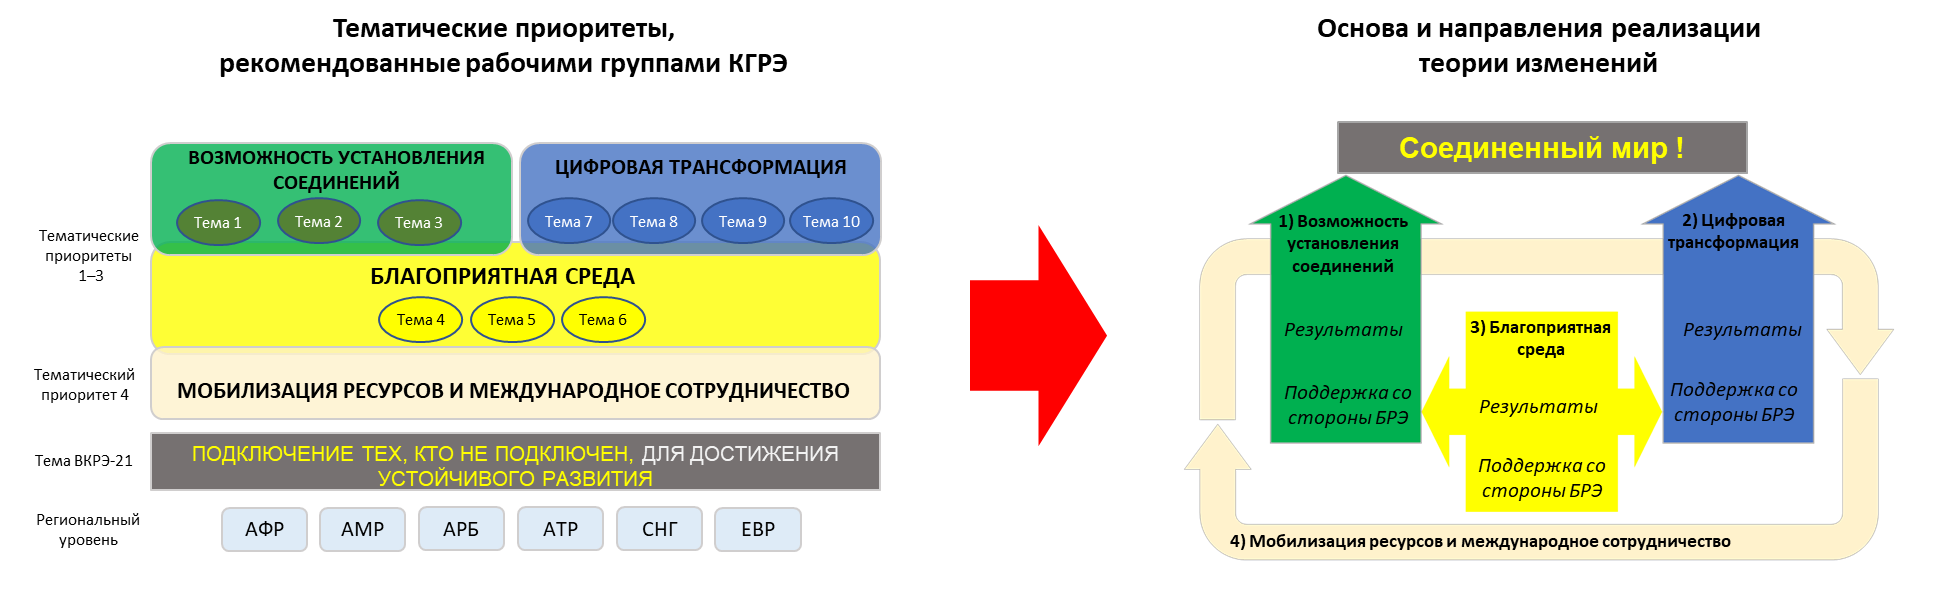 Тематические приоритеты,
рекомендованные рабочими группами КГРЭ
ВОЗМОЖНОСТЬ УСТАНОВЛЕНИЯ
СОЕДИНЕНИЙ
Тема 1
Тема 2
Тема 3
ЦИФРОВАЯ ТРАНСФОРМАЦИЯ
Тема 7
Тема 8
Тема 9
Тема 10
Тематические
приоритеты
1–3
БЛАГОПРИЯТНАЯ СРЕДА
Тема 4
Тема 5
Тема 6
Тематический
приоритет 4
МОБИЛИЗАЦИЯ РЕСУРСОВ И МЕЖДУНАРОДНОЕ СОТРУДНИЧЕСТВО
Тема ВКРЭ-21
ПОДКЛЮЧЕНИЕ ТЕХ, КТО НЕ ПОДКЛЮЧЕН, ДЛЯ ДОСТИЖЕНИЯ
УСТОЙЧИВОГО РАЗВИТИЯ
Региональный
уровень
АФР
АМР
АРБ
АТР
СНГ
ЕВР
Основа и направления реализации
теории изменений
Соединенный мир !
1) Возможность
установления
соединений
Результаты
Поддержка со
стороны БРЭ
2) Цифровая
трансформация
Результаты
Поддержка со
стороны БРЭ
3) Благоприятная
среда
Результаты
Поддержка со
стороны БРЭ
4) Мобилизация ресурсов и международное сотрудничество